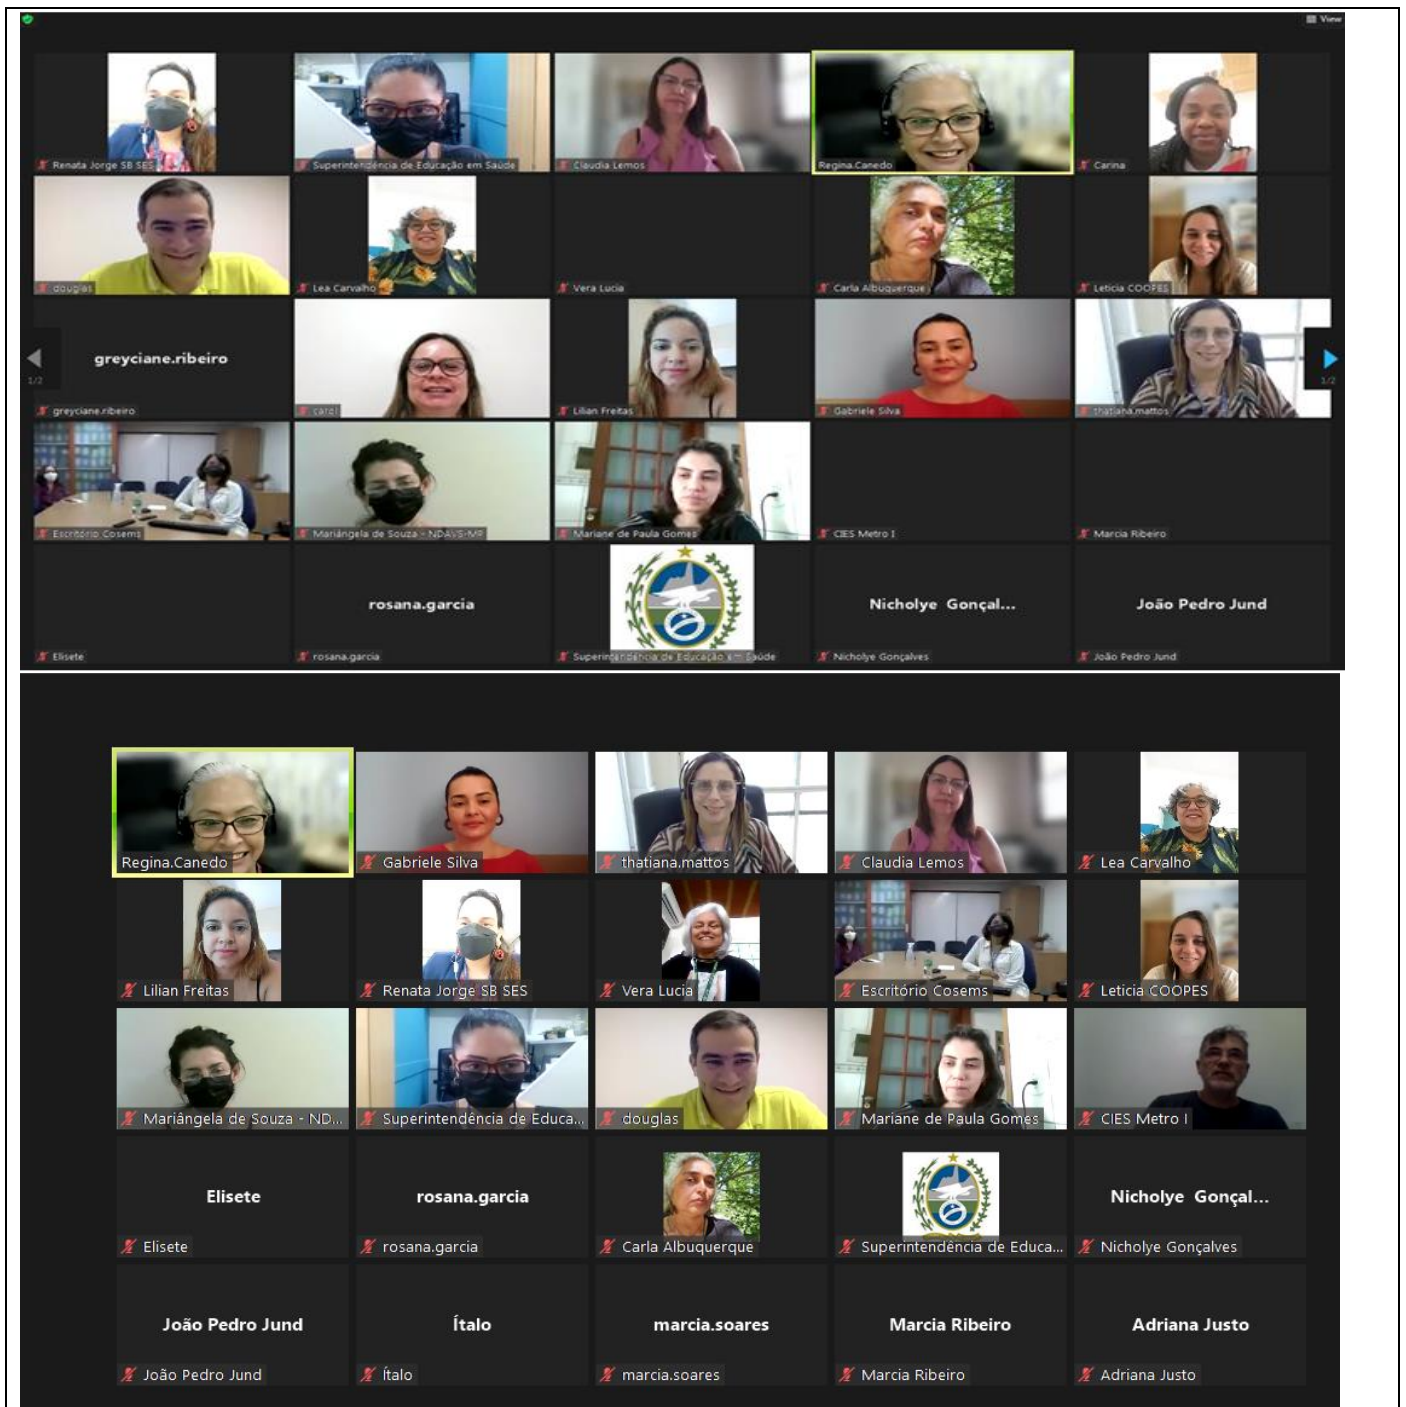 View
Renata Jorge SB SES
Superintendência de Educação em Saúde
Claudia Lemos
Regina.Canedo
Carina
douglas
Lea Carvalho
Vera Lucia
Carla Albuquerque
Leticia COOPES
greyciane.ribeiro
1/2
1/2
greyciane.ribeiro
carol
Lilian Freitas
Gabriele Silva
thatiana.mattos
Escritório Cosems
Mariângela de Souza - NDAVS-MP
Mariane de Paula Gomes
CIES Metro I
Marcia Ribeiro
rosana.garcia
Nicholye Gonçal...
João Pedro Jund
Elisete
rosana.garcia
Superintendência de Educação em Saúde
Nicholye Gonçalves
João Pedro Jund
Regina.Canedo
Gabriele Silva
thatiana.mattos
Claudia Lemos
Lea Carvalho
Lilian Freitas
Renata Jorge SB SES
Vera Lucia
Escritório Cosems
Leticia COOPES
Mariângela de Souza - ND...
Superintendência de Educa...
douglas
Mariane de Paula Gomes
CIES Metro I
Elisete
rosana.garcia
Nicholye Gonçal...
Elisete
rosana.garcia
Carla Albuquerque
Superintendência de Educa...
Nicholye Gonçalves
João Pedro Jund
Ítalo
marcia.soares
Marcia Ribeiro
Adriana Justo
João Pedro Jund
Ítalo
marcia.soares
Marcia Ribeiro
Adriana Justo